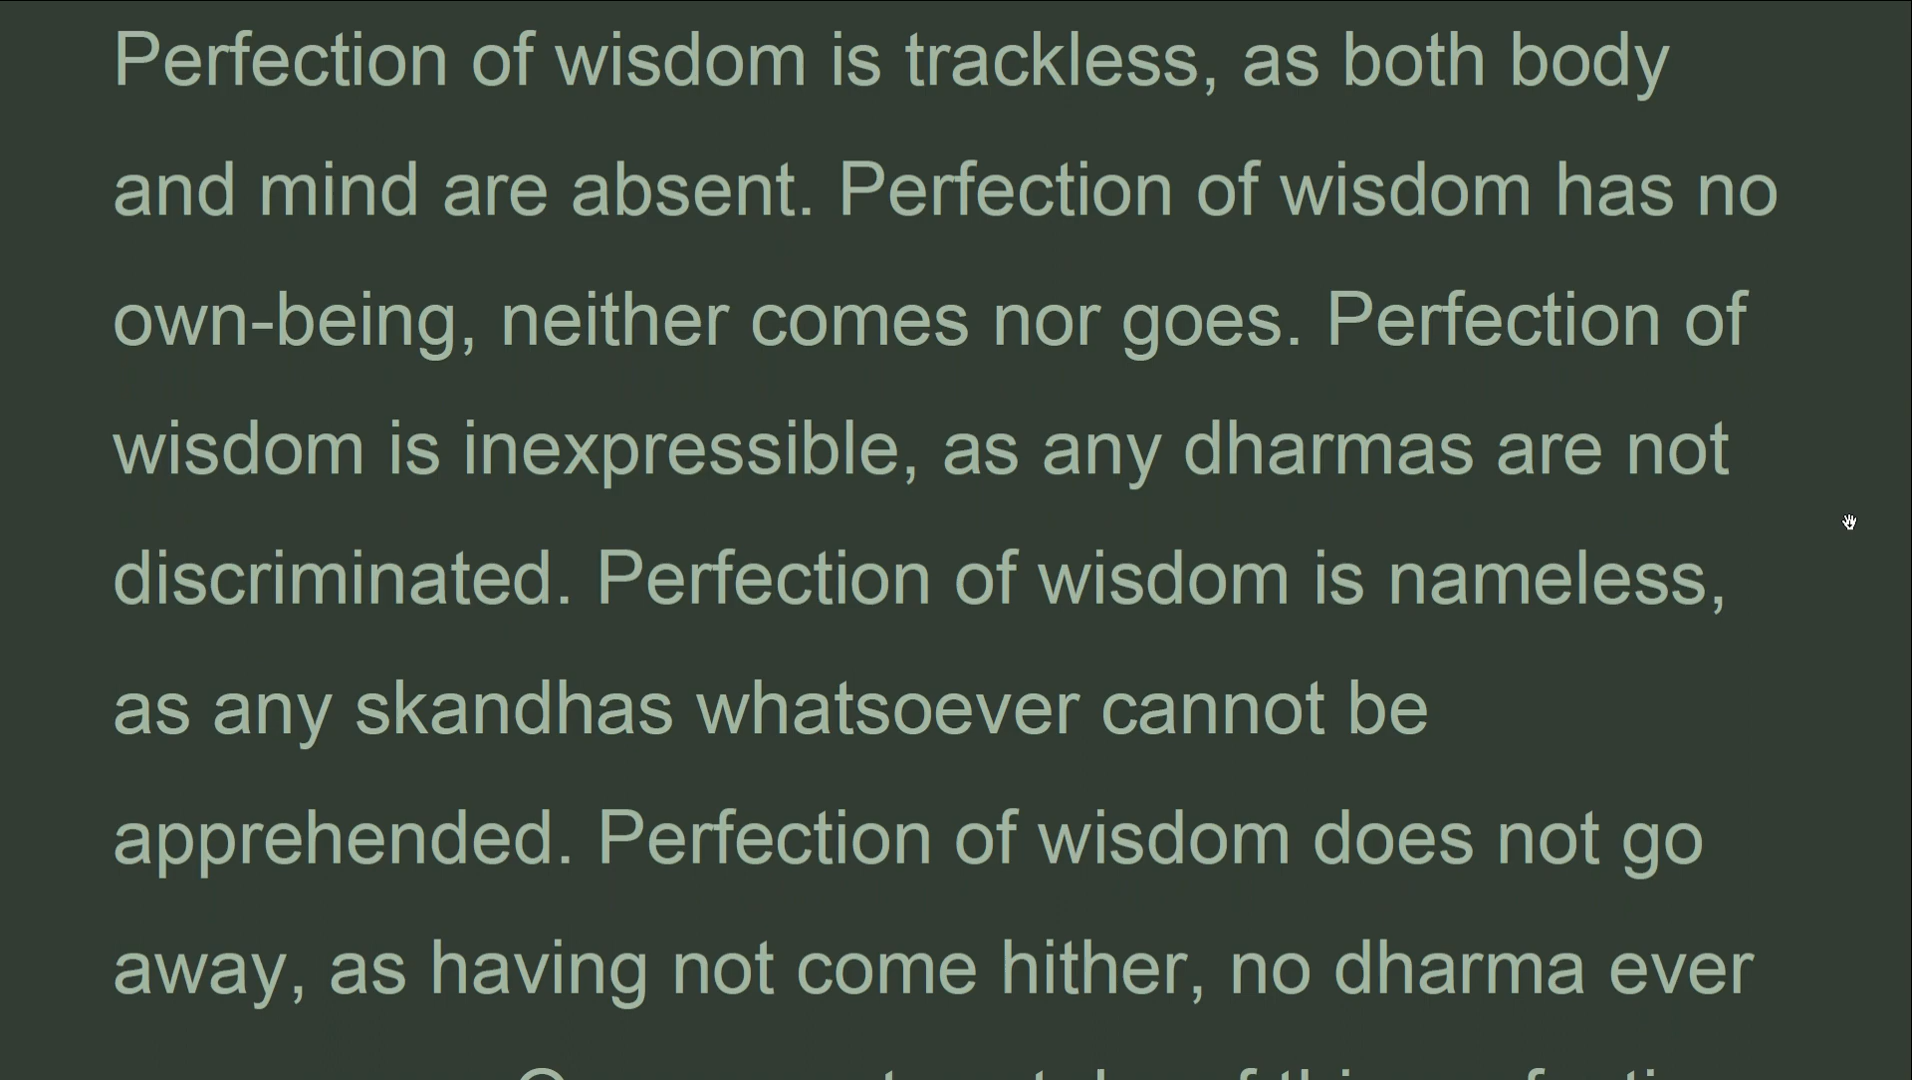 Perfection of wisdom is trackless, as both body
and mind are absent. Perfection of wisdom has no
own-being, neither comes nor goes. Perfection of
wisdom is inexpressible, as any dharmas are not
discriminated. Perfection of wisdom is nameless,
as any skandhas whatsoever cannot be
apprehended. Perfection of wisdom does not go
away, as having not come hither, no dharma ever